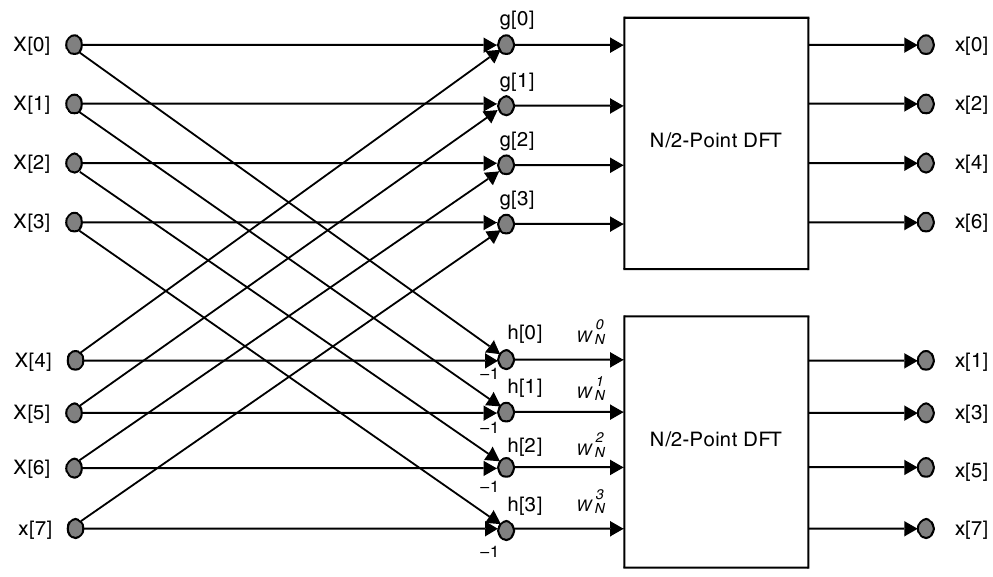 g[0]
X[0] x[0]
g[1]
X[1] x[2]
g[2]
X[2] N/2-Point DFT x[4]
g[3]
X[3] x[6]
h[0] W_N^0
X[4] –1 x[1]
h[1] W_N^1
X[5] –1 x[3]
h[2] W_N^2 N/2-Point DFT
X[6] –1 x[5]
h[3] W_N^3
x[7] –1 x[7]